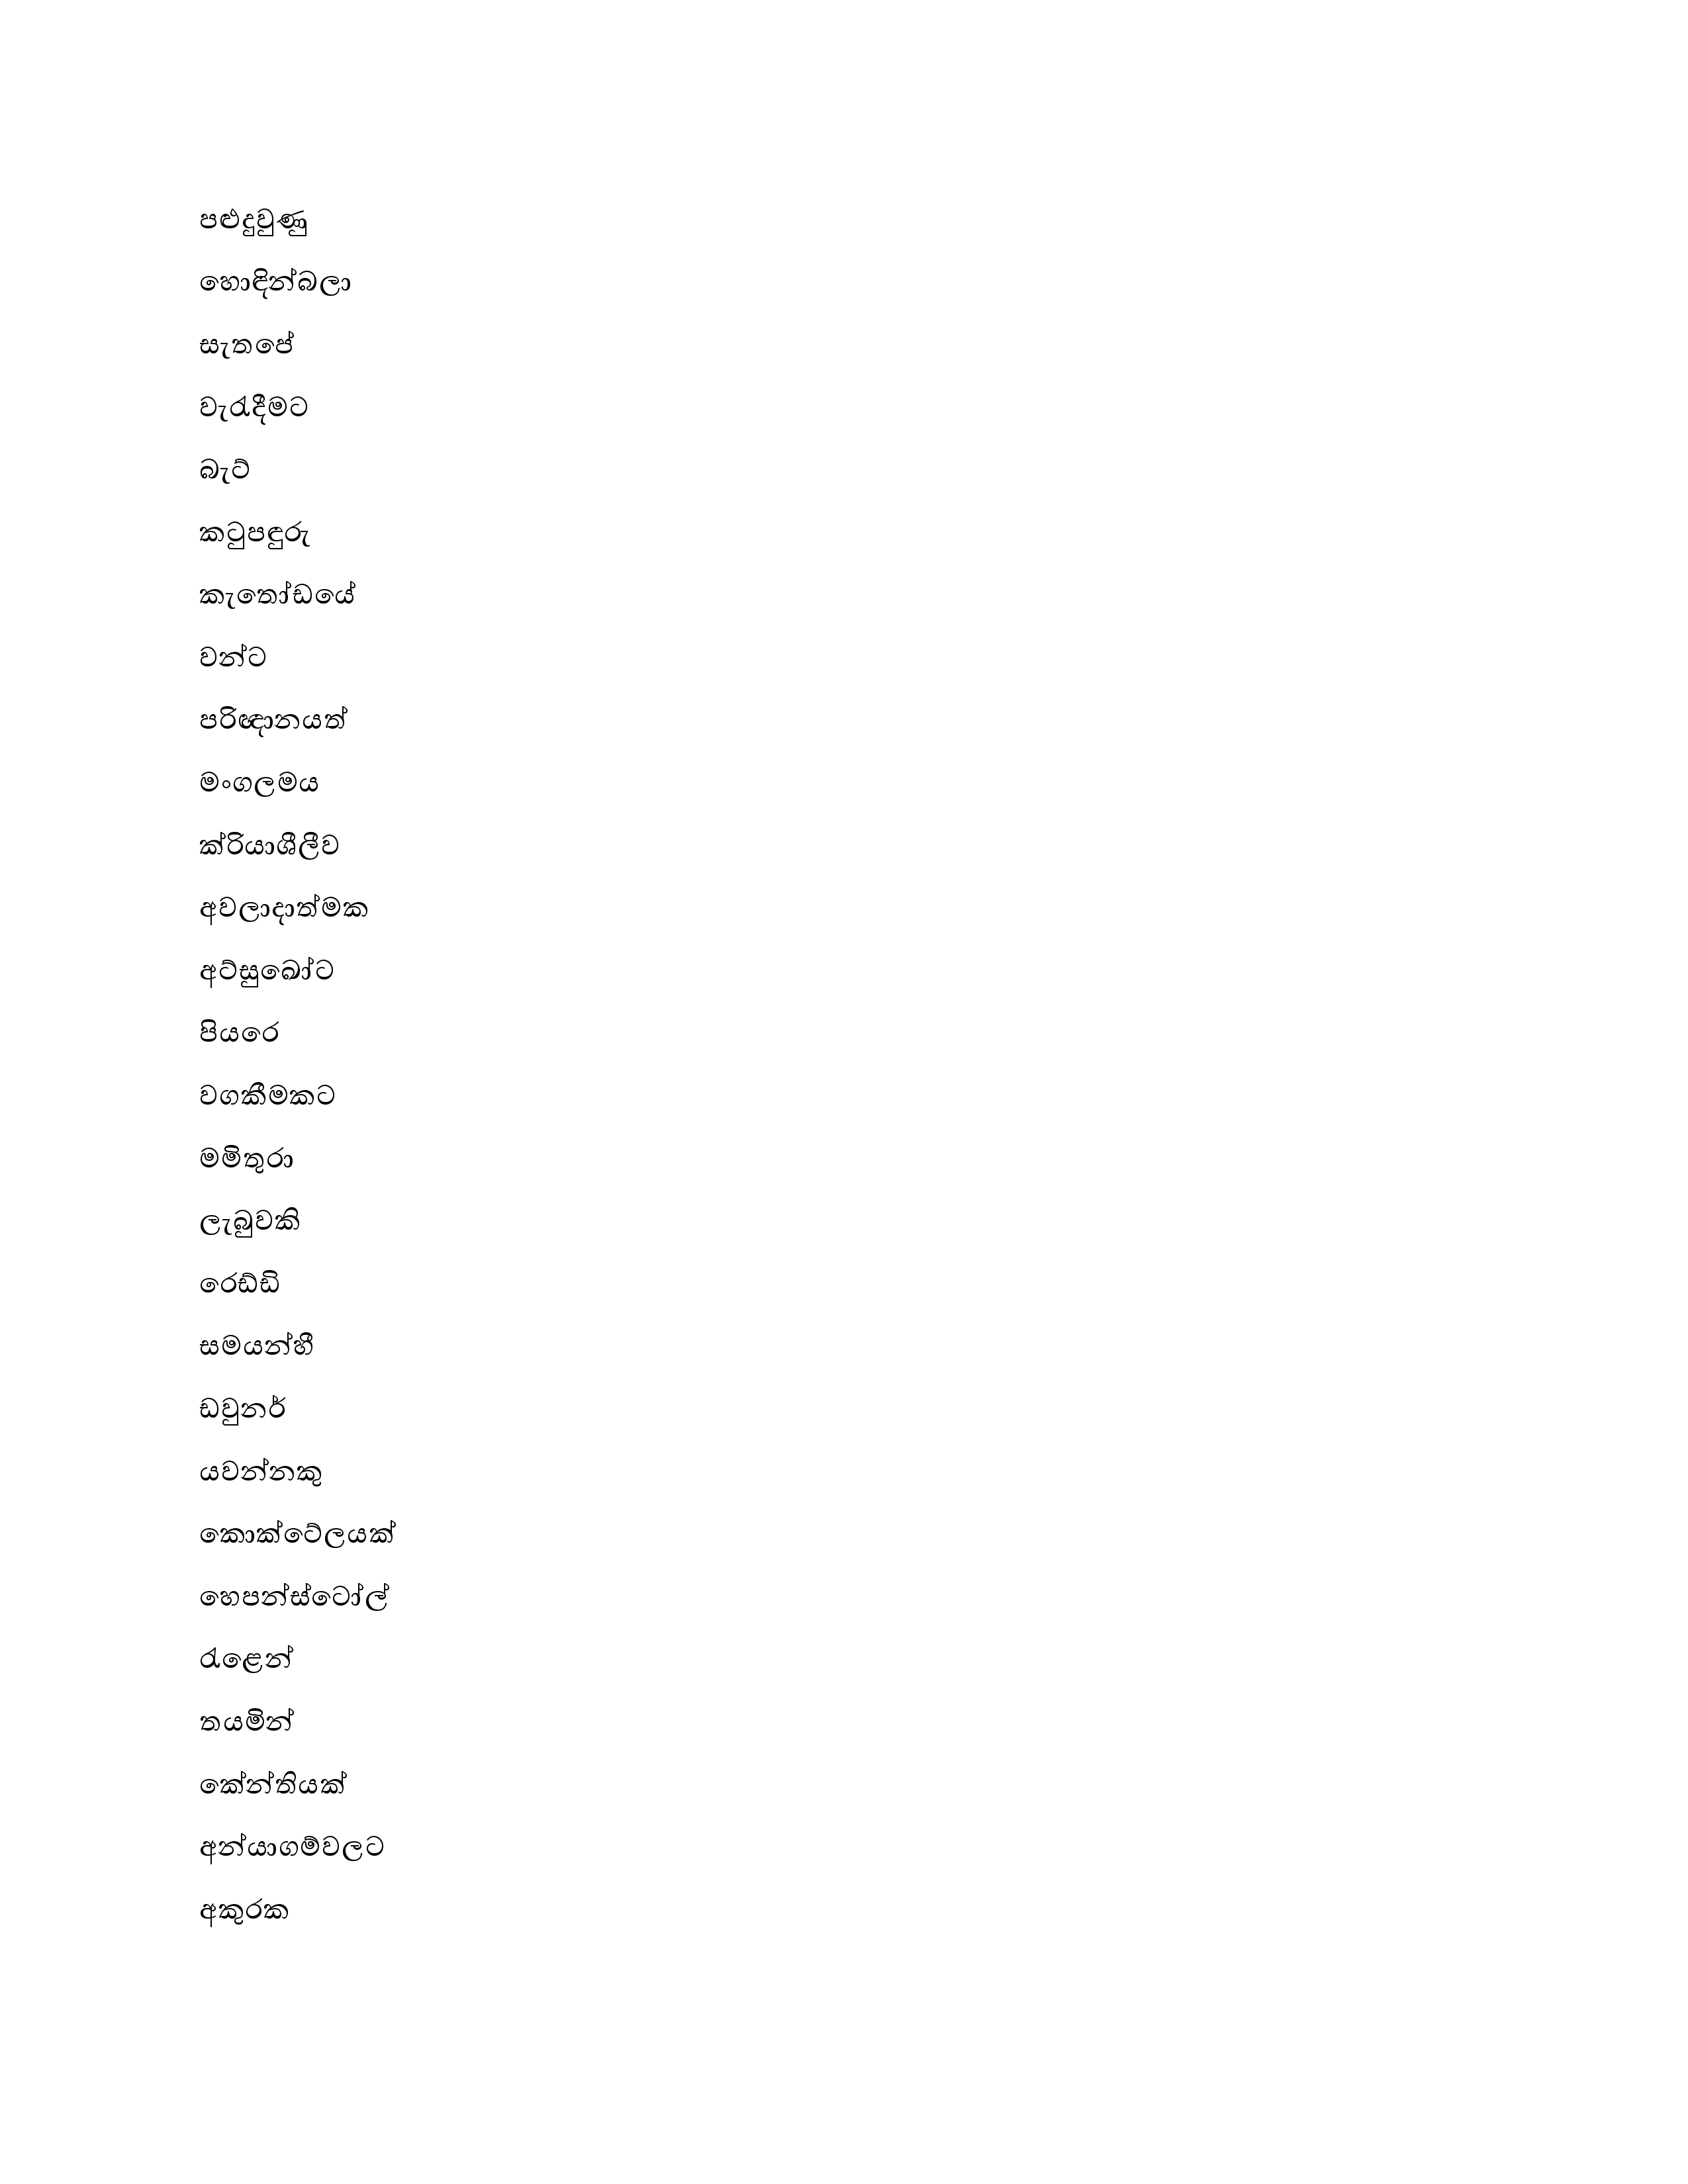 පළුදුවුණු
හොඳින්බලා
සැතපේ
වැරැදීමට
බැට්
කටුපඳුරු
කැතෝඩයේ
වන්ට
පරිඥානයත්
මංගලමය
ක්රියාශීලීව
අවලාදාත්මක
අට්සුඛෝට
පියරෙ
වගකීමකට
මමිතුරා
ලැබුවකි
රෙඩ්ඩි
සමයන්හී
ඩවුනර්
යවන්නකු
කොක්ටේලයක්
හෙපන්ස්ටෝල්
රැළෙන්
තයමින්
කේන්තියක්
අන්යාගම්වලට
අකුරක